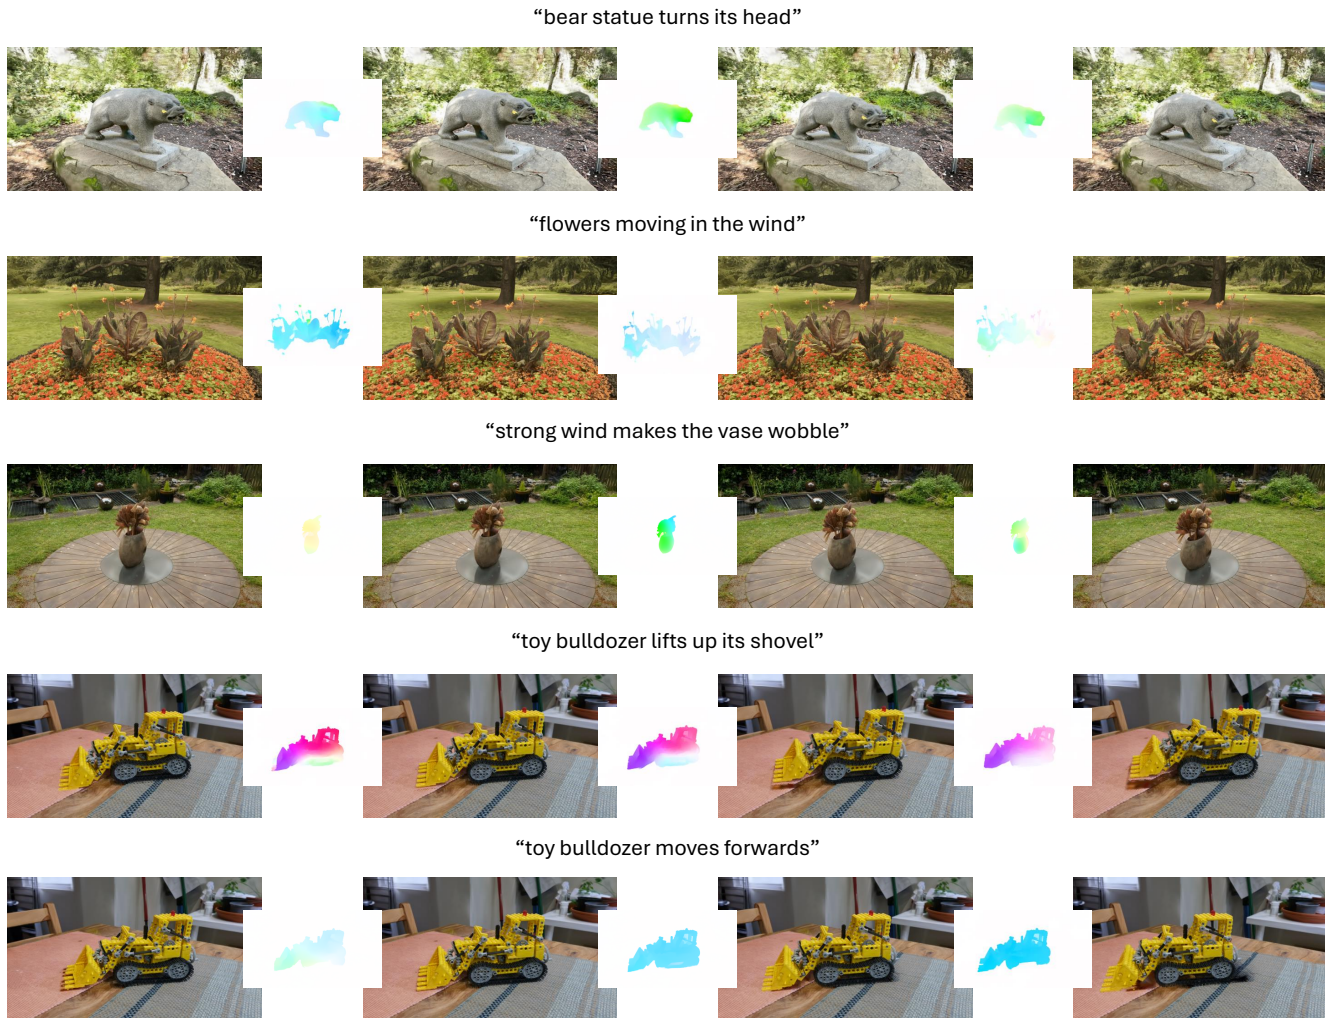 “bear statue turns its head”
“flowers moving in the wind”
“strong wind makes the vase wobble”
“toy bulldozer lifts up its shovel”
“toy bulldozer moves forwards”